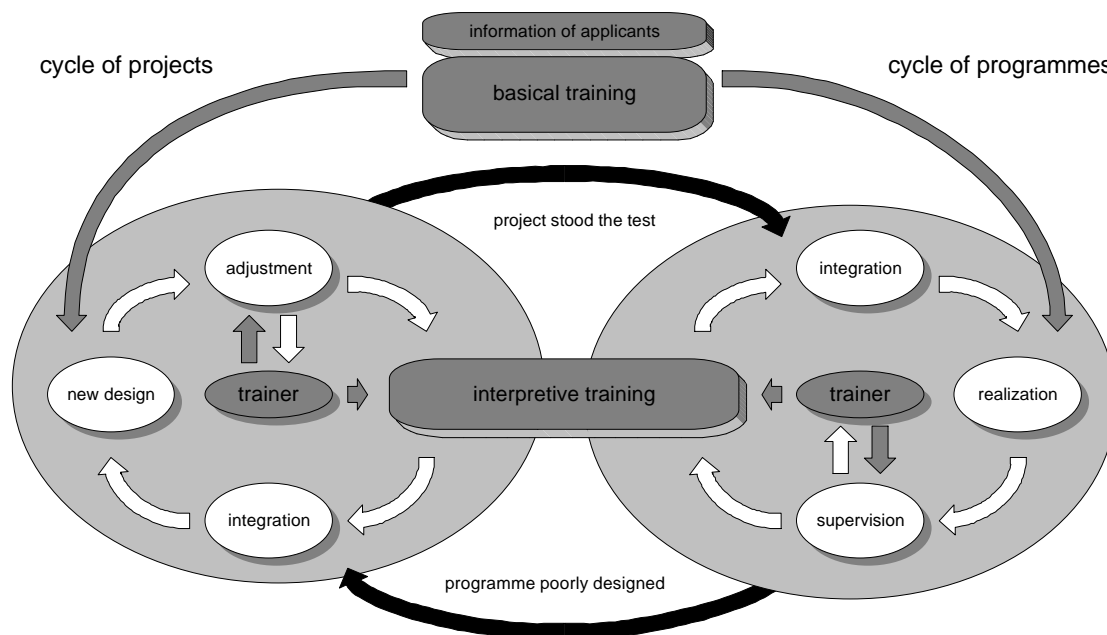 information of applicants
cycle of projects
cycle of programmes
basical training
project stood the test
adjustment
integration
new design
trainer
interpretive training
trainer
realization
integration
supervision
programme poorly designed